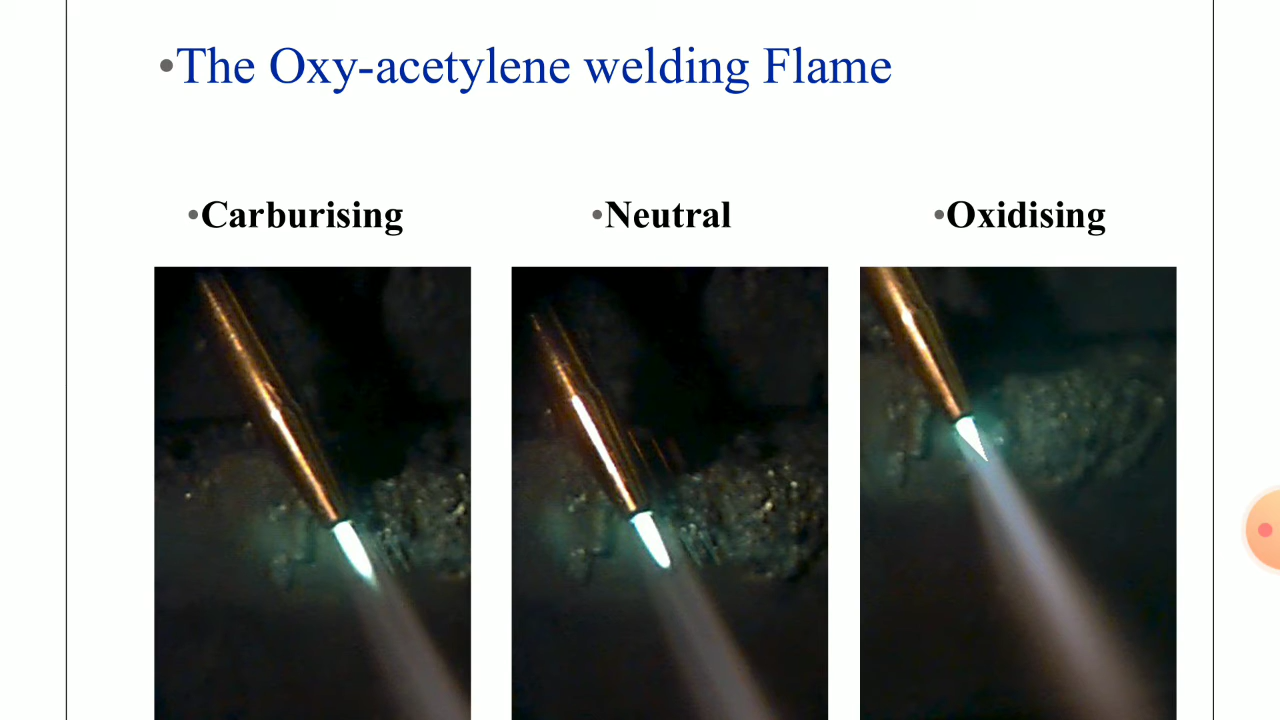 •The Oxy-acetylene welding Flame
•Carburising •Neutral •Oxidising